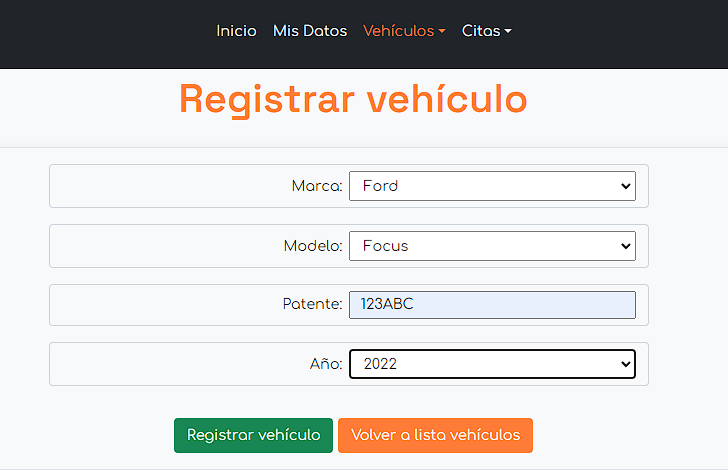 Inicio Mis Datos Vehículos Citas
Registrar vehículo
Marca: Ford
Modelo: Focus
Patente: 123ABC
Año: 2022
Registrar vehículo Volver a lista vehículos